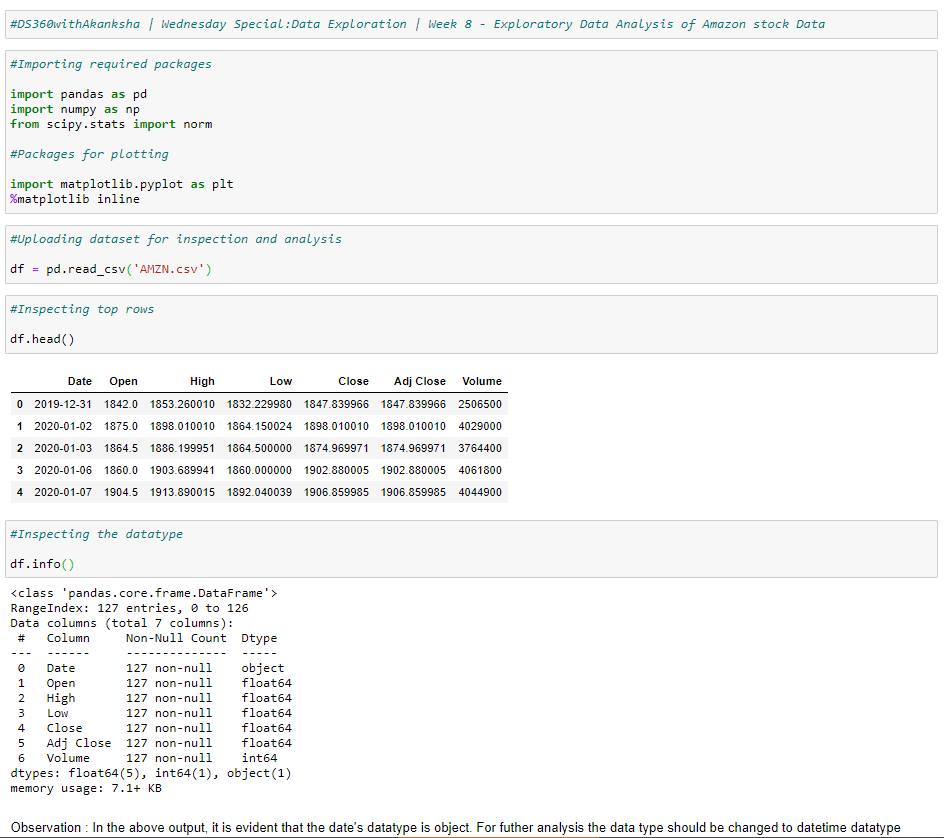 #DS360withAkanksha | Wednesday Special:Data Exploration | Week 8 - Exploratory Data Analysis of Amazon stock Data
#Importing required packages
import pandas as pd
import numpy as np
from scipy.stats import norm
#Packages for plotting
import matplotlib.pyplot as plt
%matplotlib inline
#Uploading dataset for inspection and analysis
df = pd.read_csv('AMZN.csv')
#Inspecting top rows
df.head()
Date Open High Low Close Adj Close Volume
0 2019-12-31 1842.0 1853.260010 1832.229980 1847.839966 1847.839966 2506500
1 2020-01-02 1875.0 1898.010010 1864.150024 1898.010010 1898.010010 4029000
2 2020-01-03 1864.5 1886.199951 1864.500000 1874.969971 1874.969971 3764400
3 2020-01-06 1860.0 1903.689941 1860.000000 1902.880005 1902.880005 4061800
4 2020-01-07 1904.5 1913.890015 1892.040039 1906.859985 1906.859985 4044900
#Inspecting the datatype
df.info()
<class 'pandas.core.frame.DataFrame'>
RangeIndex: 127 entries, 0 to 126
Data columns (total 7 columns):
# Column Non-Null Count Dtype
--- ------ -------------- -----
0 Date 127 non-null object
1 Open 127 non-null float64
2 High 127 non-null float64
3 Low 127 non-null float64
4 Close 127 non-null float64
5 Adj Close 127 non-null float64
6 Volume 127 non-null int64
dtypes: float64(5), int64(1), object(1)
memory usage: 7.1+ KB
Observation : In the above output, it is evident that the date's datatype is object. For futher analysis the data type should be changed to datetime datatype